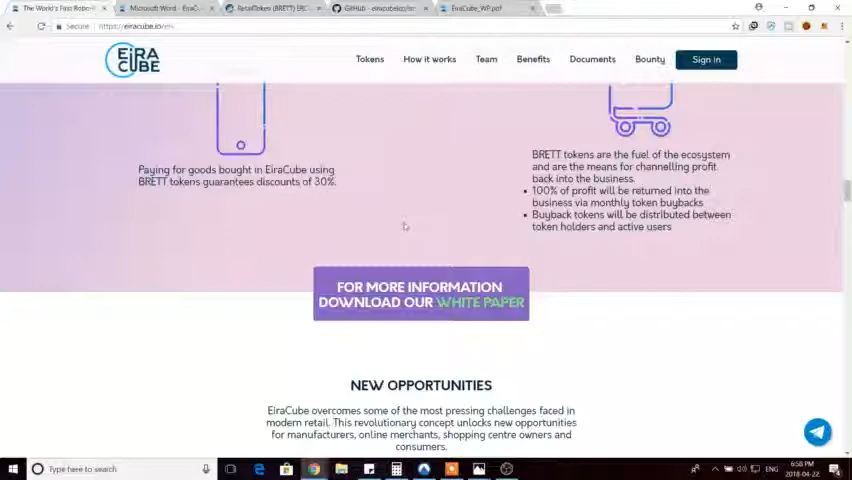 The World's First Robo
Microsoft Word - EiraC
RetailToken (BRETT) ERC
GitHub - eiracubeico/
EiraCube_WP.pdf
Secure
https://eiracube.io/en
EiRA
CUBE
Tokens
How it works
Team
Benefits
Documents
Bounty
Sign in
Paying for goods bought in EiraCube using
BRETT tokens guarantees discounts of 30%.
BRETT tokens are the fuel of the ecosystem
and are the means for channelling profit
back into the business.
• 100% of profit will be returned into the
business via monthly token buybacks
• Buyback tokens will be distributed between
token holders and active users
FOR MORE INFORMATION
DOWNLOAD OUR WHITE PAPER
NEW OPPORTUNITIES
EiraCube overcomes some of the most pressing challenges faced in
modern retail. This revolutionary concept unlocks new opportunities
for manufacturers, online merchants, shopping centre owners and
consumers.
Type here to search
ENG
6:58 PM
2018-04-22